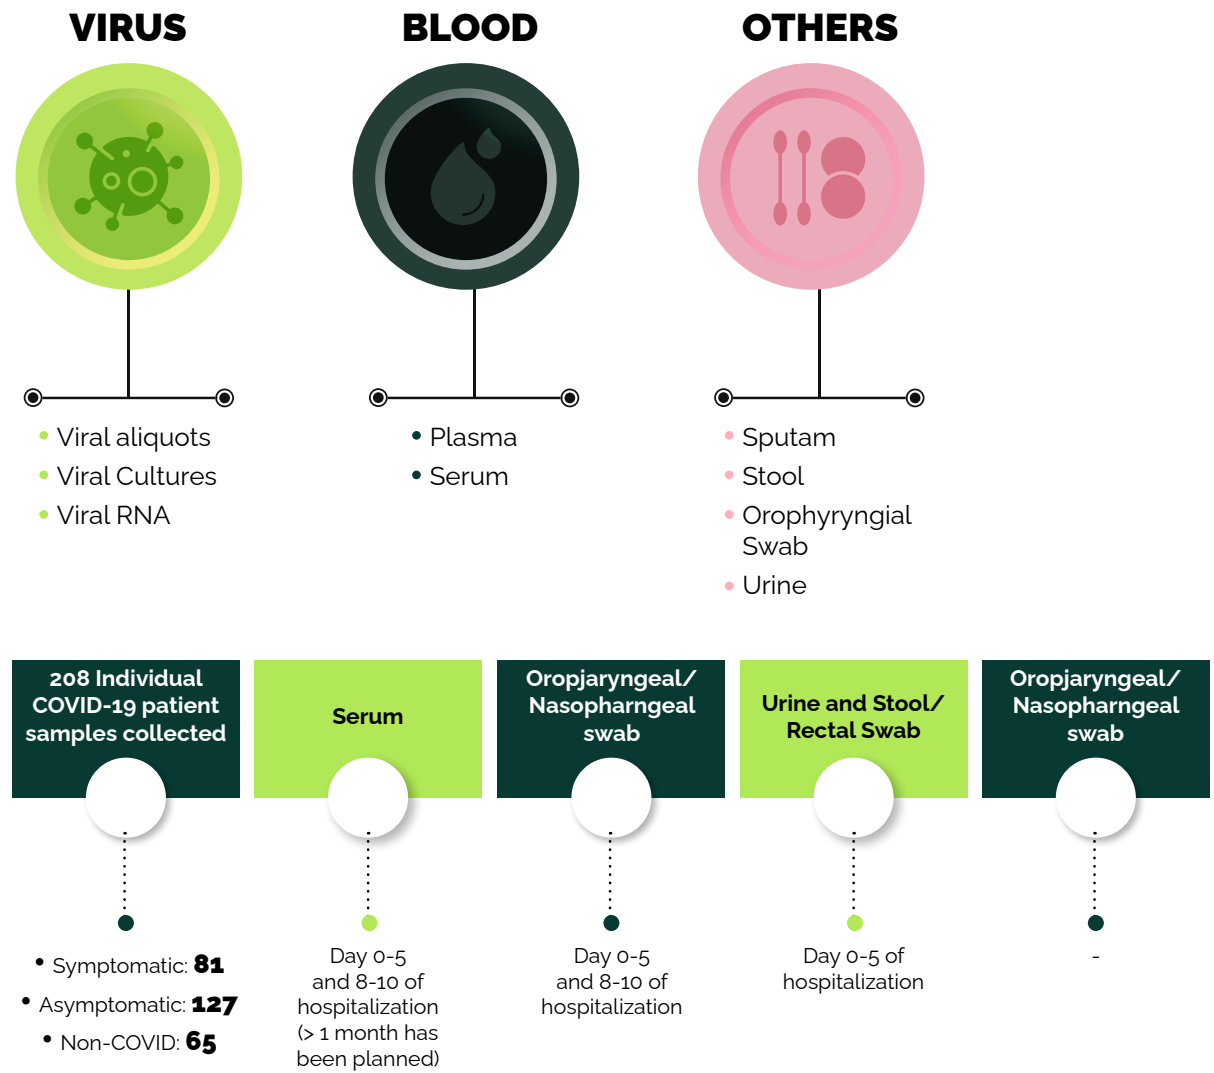 VIRUS
BLOOD
OTHERS
• Viral aliquots
• Viral Cultures
• Viral RNA
• Plasma
• Serum
• Sputam
• Stool
• Orophyryngial
Swab
• Urine
208 Individual
COVID-19 patient
samples collected
• Symptomatic: 81
• Asymptomatic: 127
• Non-COVID: 65
Serum
Day 0-5
and 8-10 of
hospitalization
(> 1 month has
been planned)
Oropjaryngeal/
Nasopharngeal
swab
Day 0-5
and 8-10 of
hospitalization
Urine and Stool/
Rectal Swab
Day 0-5 of
hospitalization
Oropjaryngeal/
Nasopharngeal
swab
-